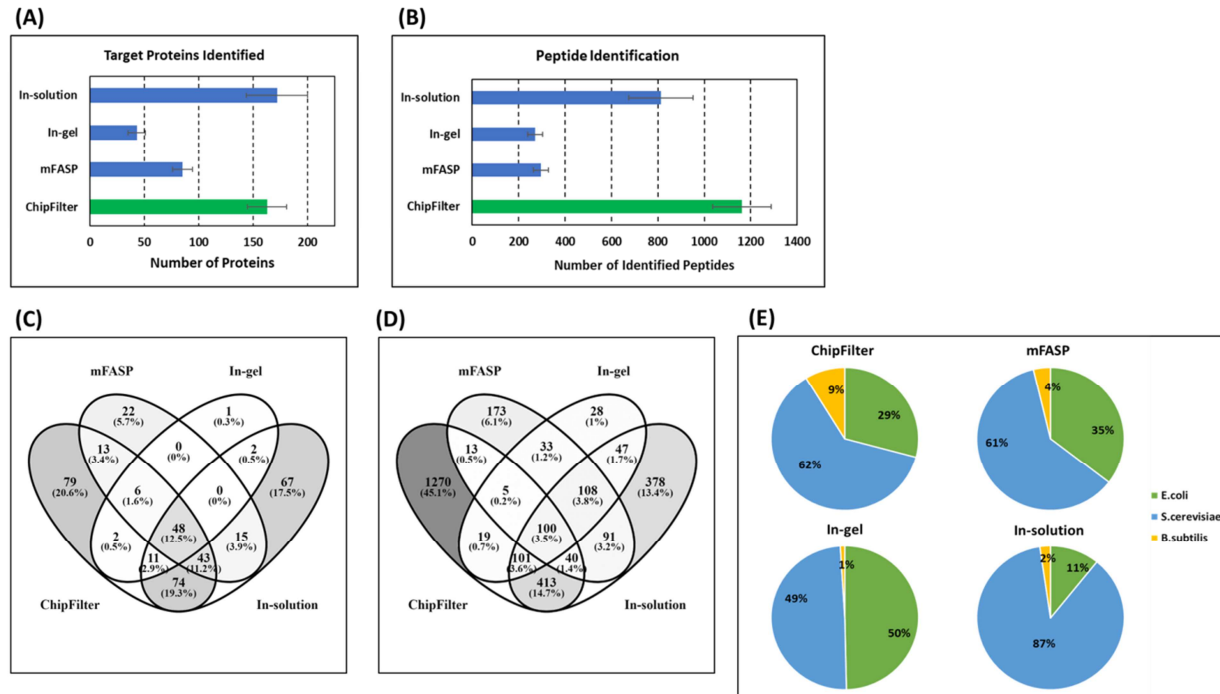 (A)
Target Proteins Identified
In-solution
In-gel
mFASP
ChipFilter
0 50 100 150 200
Number of Proteins
(B)
Peptide Identification
In-solution
In-gel
mFASP
ChipFilter
0 200 400 600 800 1000 1200 1400
Number of Identified Peptides
(C)
mFASP In-gel
22 1
(5.7%) (0.3%)
13 0 2
(3.4%) (0%) (0.5%)
79 6 0 67
(20.6%) (1.6%) (0%) (17.5%)
2 48 15
(0.5%) (12.5%) (3.9%)
11 43
(2.9%) (11.2%)
74
(19.3%)
ChipFilter In-solution
(D)
mFASP In-gel
173 28
(6.1%) (1%)
13 33 47
(0.5%) (1.2%) (1.7%)
1270 5 108 378
(45.1%) (0.2%) (3.8%) (13.4%)
19 100 91
(0.7%) (3.5%) (3.2%)
101 40
(3.6%) (1.4%)
413
(14.7%)
ChipFilter In-solution
(E)
ChipFilter
9%
29%
62%
mFASP
4%
35%
61%
In-gel
1%
49%
50%
In-solution
2%
11%
87%
E.coli
S.cerevisiae
B.subtilis